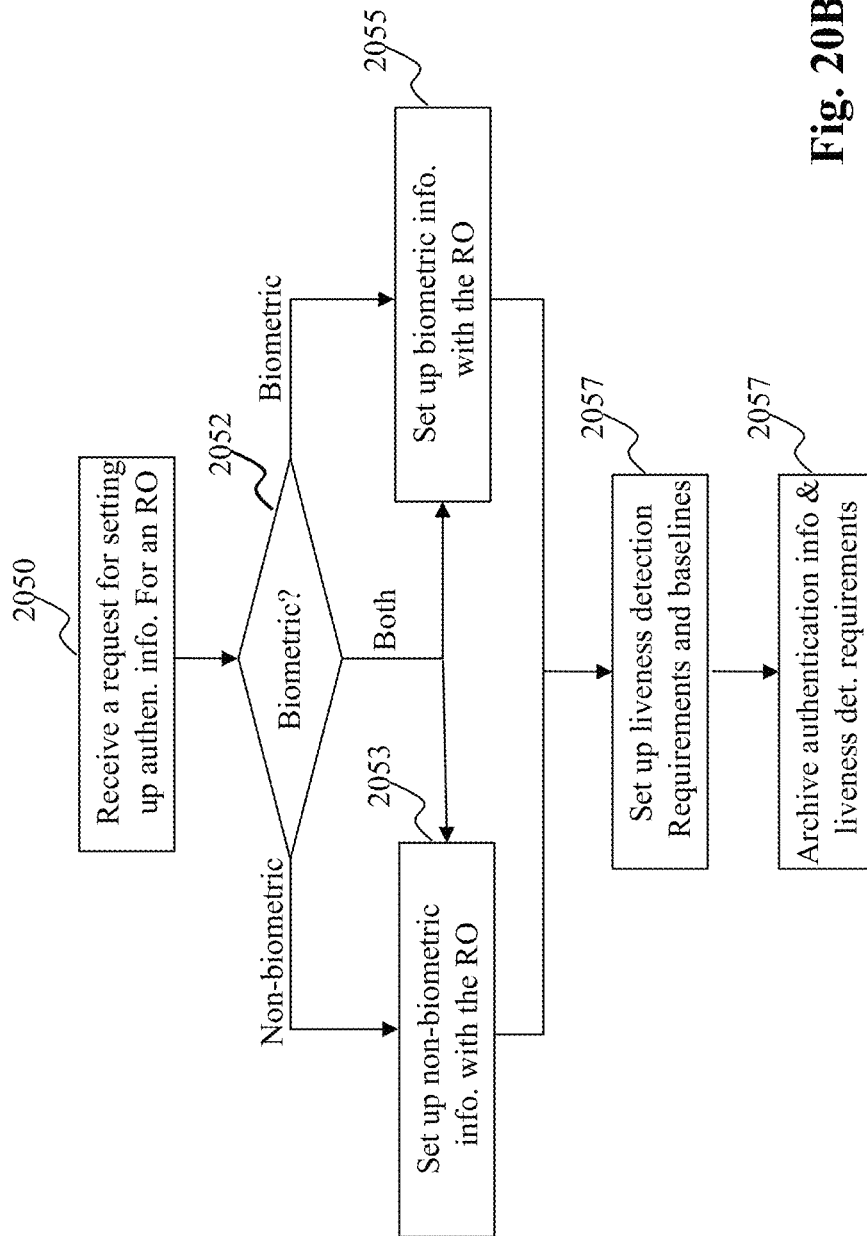 2050
Receive a request for setting
up authen. info. For an RO
2052
Biometric?
Non-biometric
Biometric
Both
2053
Set up non-biometric
info. with the RO
2055
Set up biometric info.
with the RO
2057
Set up liveness detection
Requirements and baselines
2057
Archive authentication info &
liveness det. requirements
Fig. 20B